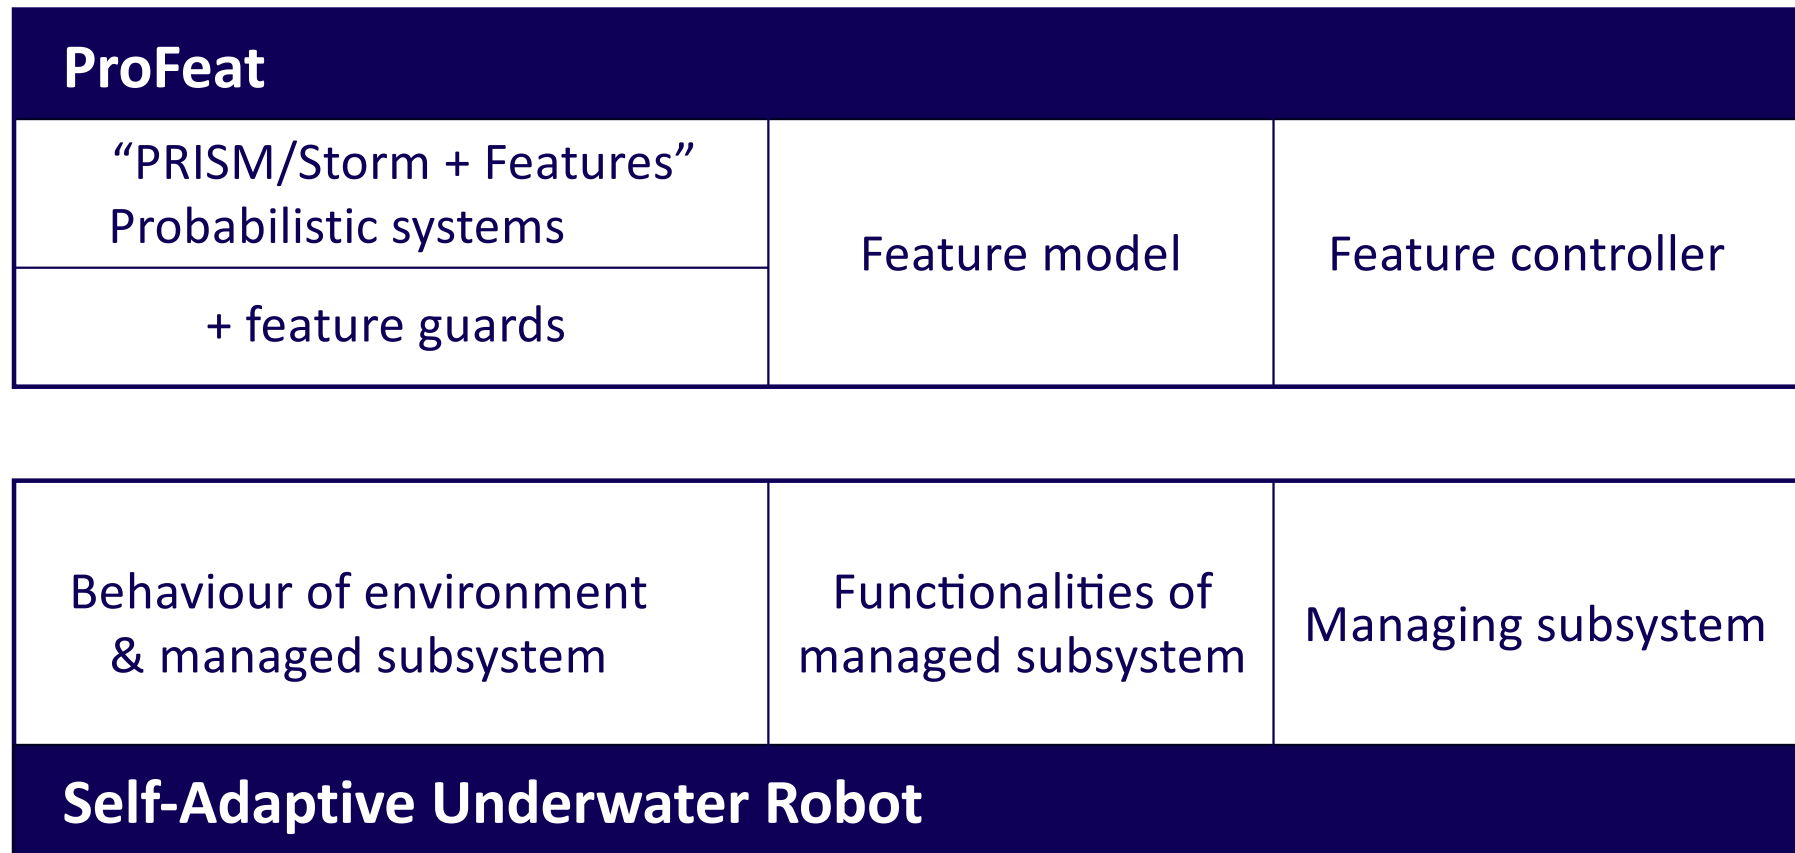 ProFeat
“PRISM/Storm + Features”
Probabilistic systems
+ feature guards
Feature model
Feature controller
Behaviour of environment
& managed subsystem
Functionalities of
managed subsystem
Managing subsystem
Self-Adaptive Underwater Robot